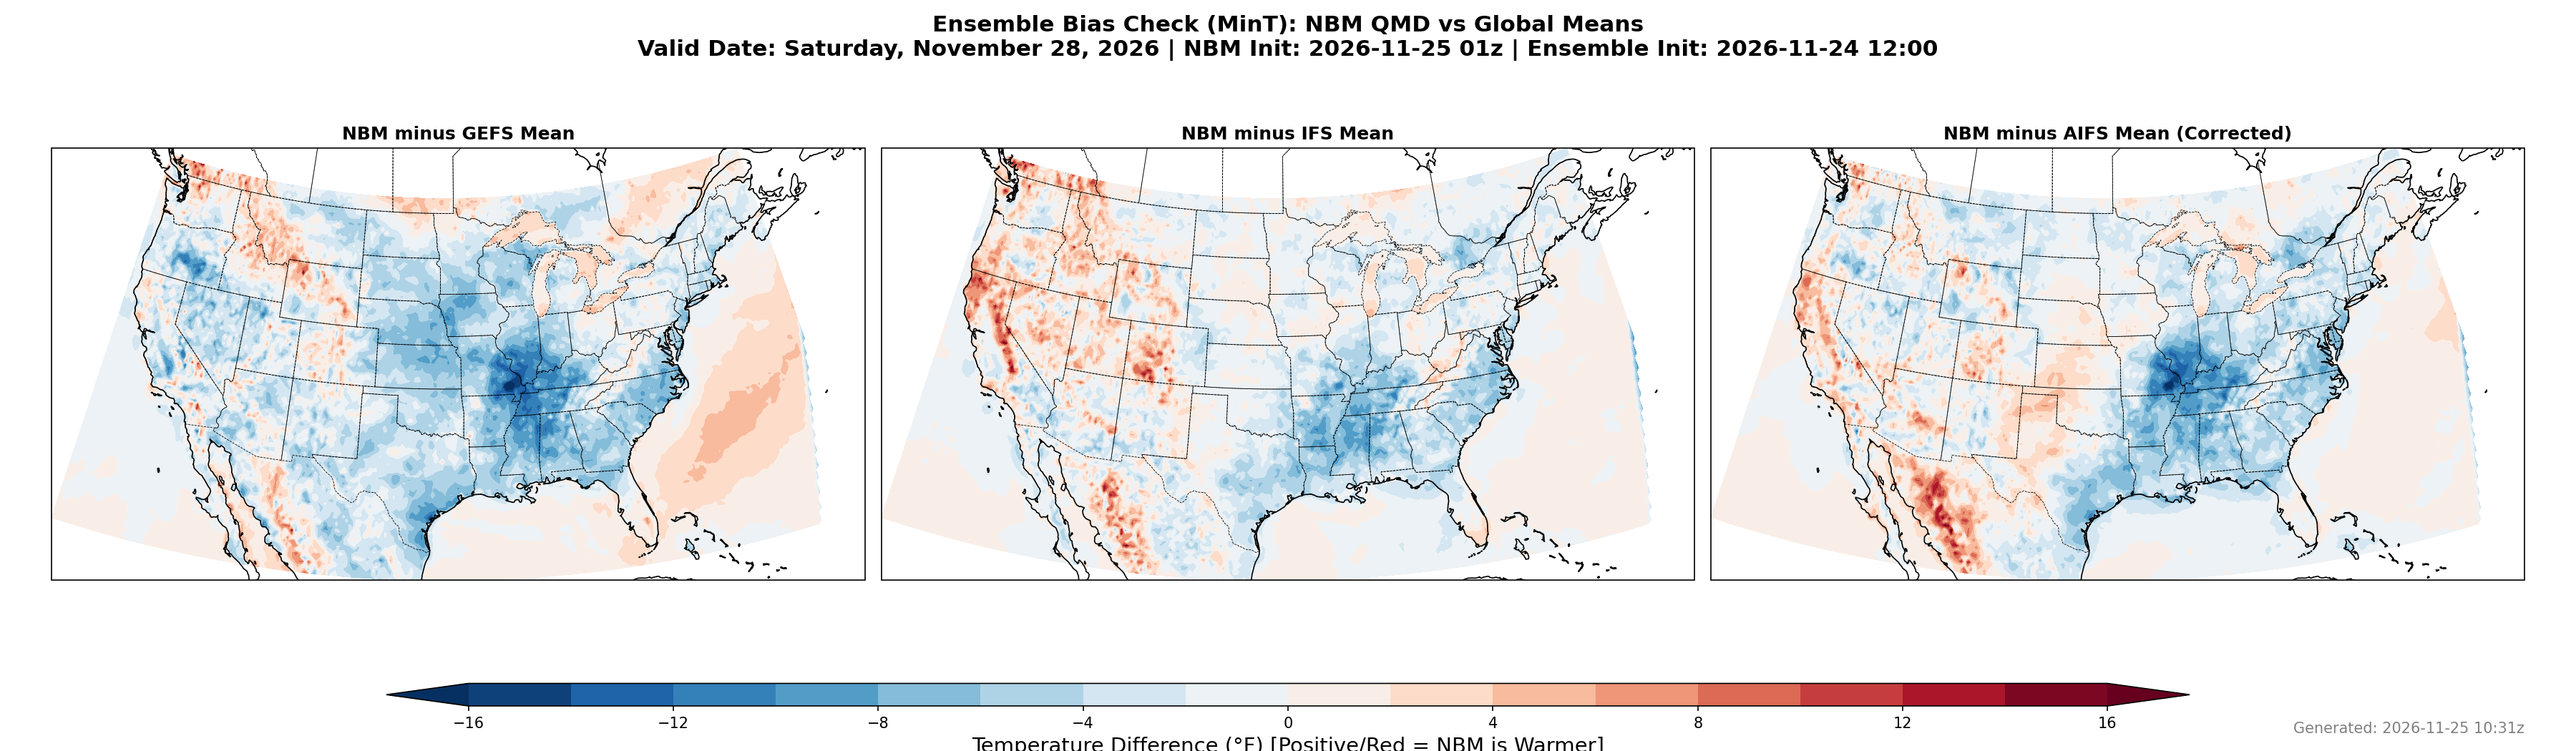 Ensemble Bias Check (MinT): NBM QMD vs Global Means
Valid Date: Saturday, November 28, 2026 | NBM Init: 2026-11-25 01z | Ensemble Init: 2026-11-24 12:00
NBM minus GEFS Mean
NBM minus IFS Mean
NBM minus AIFS Mean (Corrected)
−16 −12 −8 −4 0 4 8 12 16
Temperature Difference (°F) [Positive/Red = NBM is Warmer]
Generated: 2026-11-25 10:31z